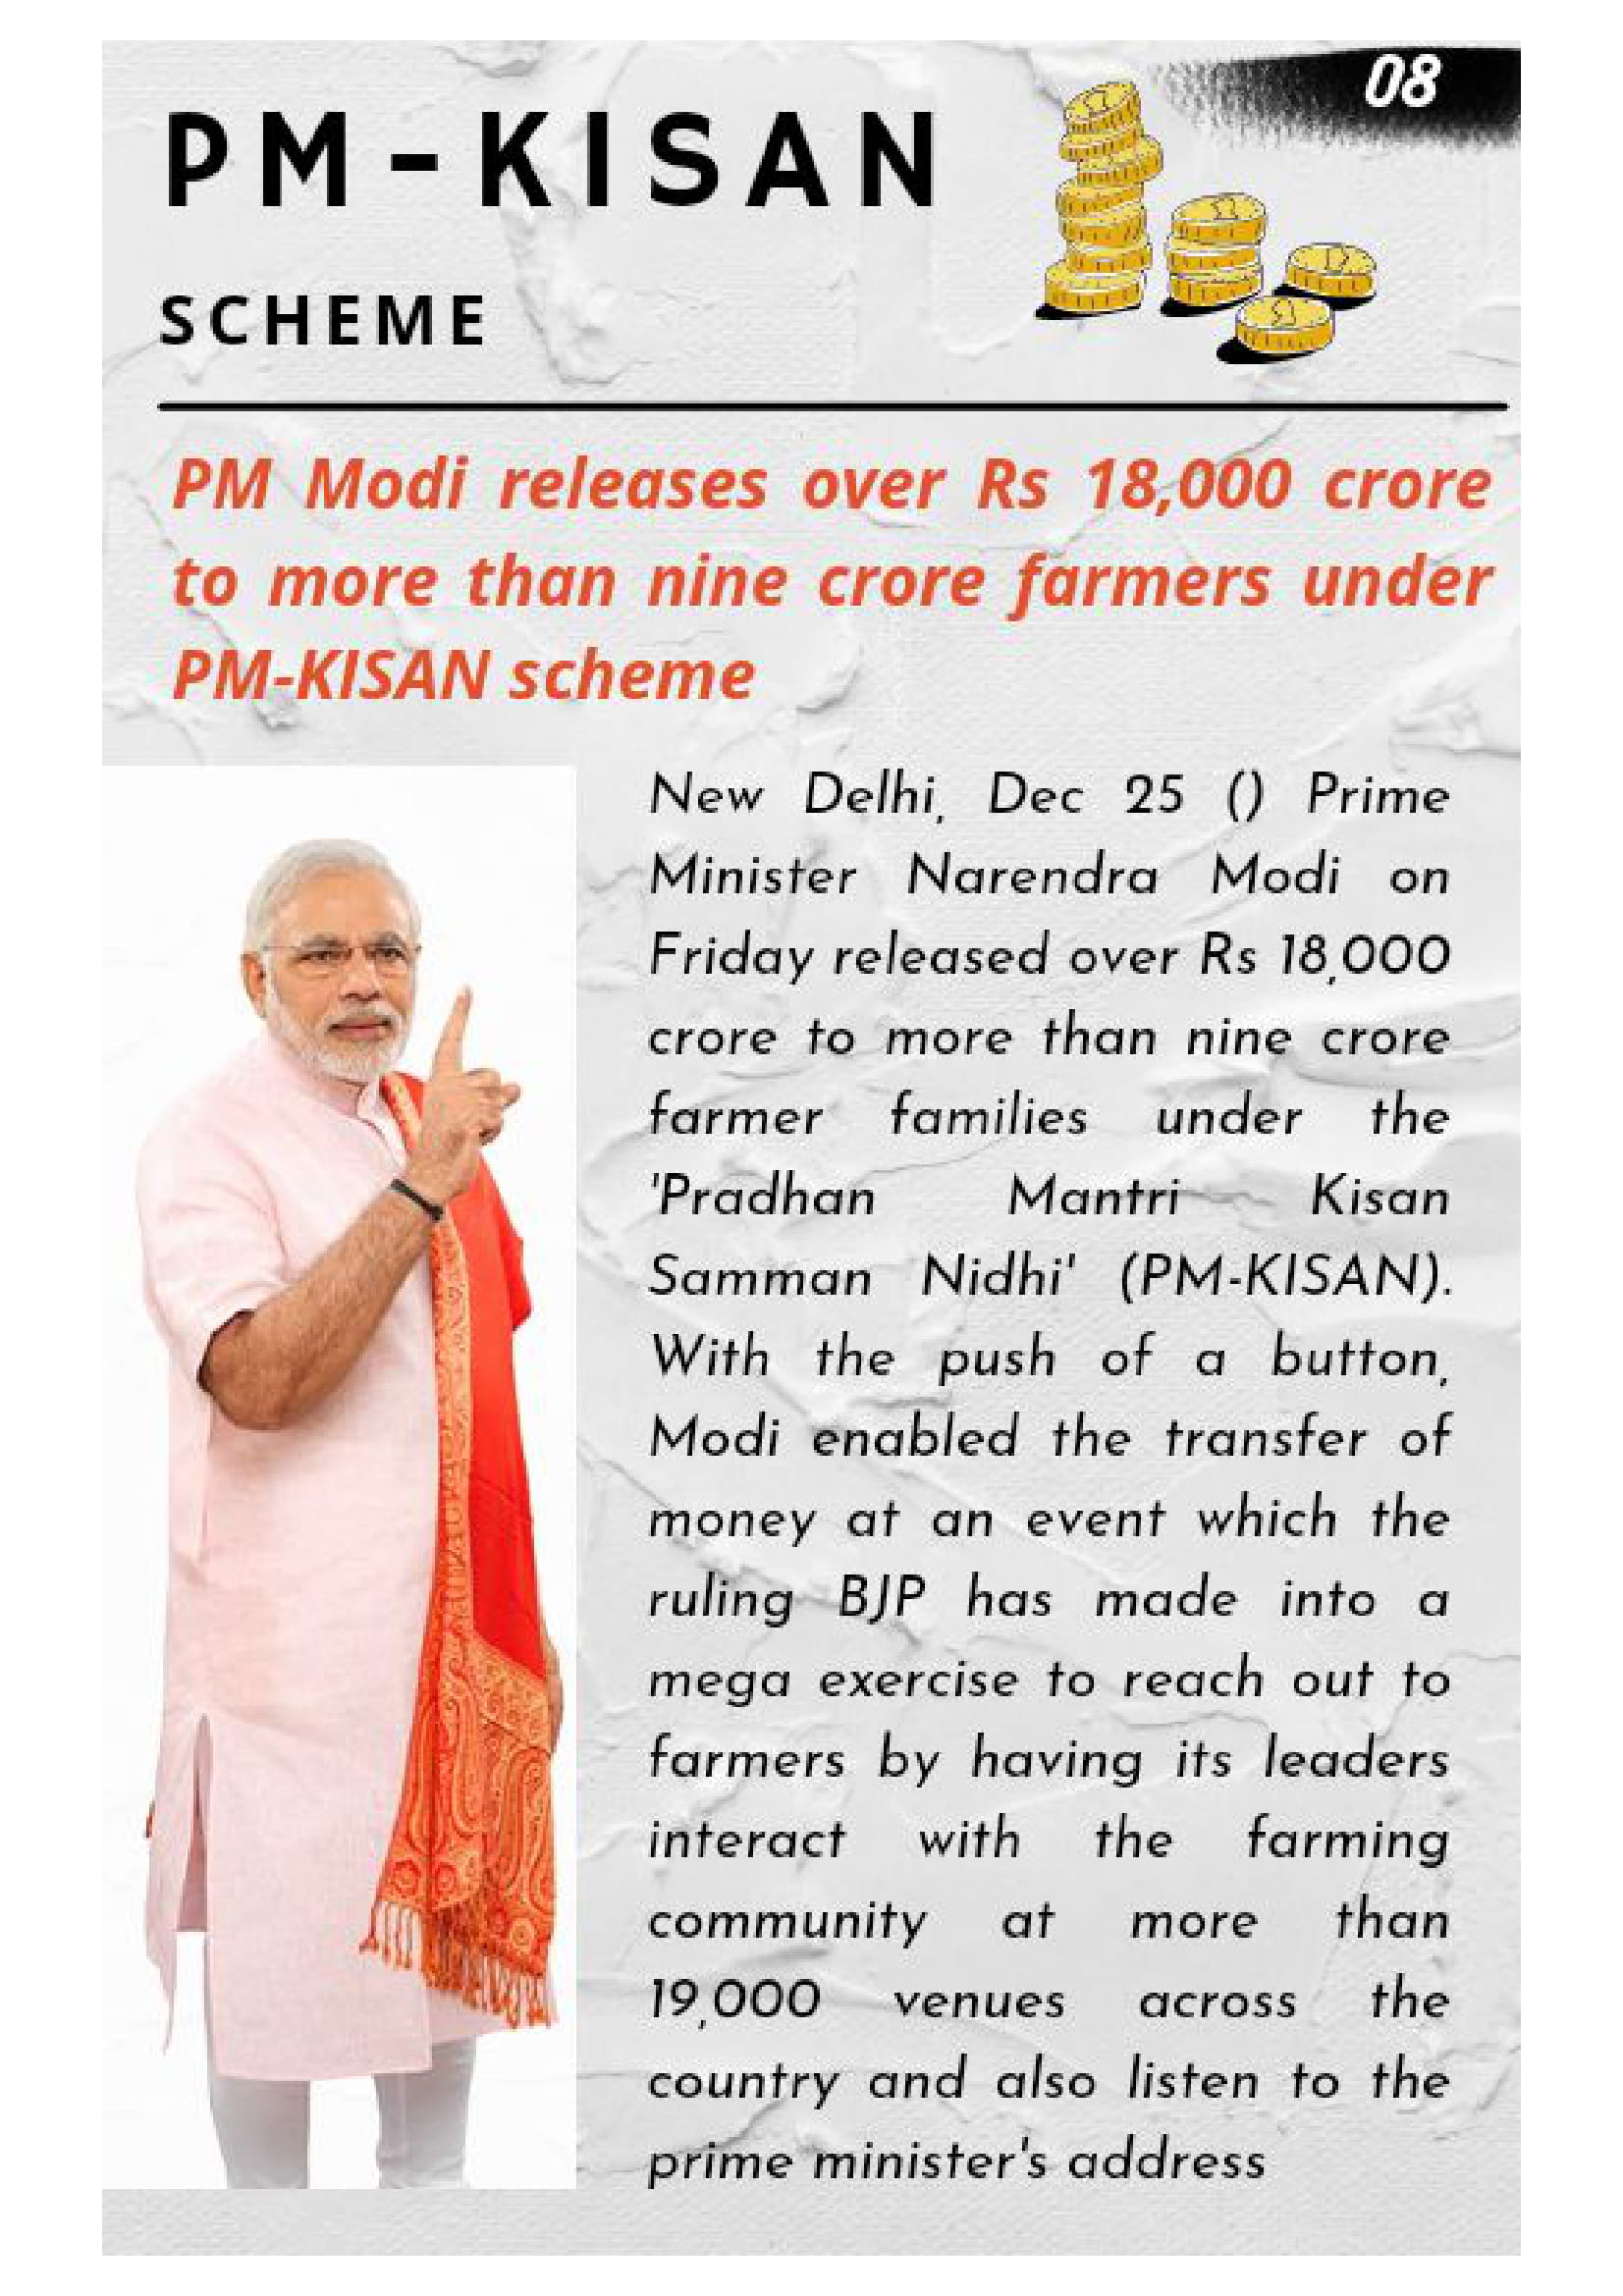 08
PM-KISAN
SCHEME
PM Modi releases over Rs 18,000 crore
to more than nine crore farmers under
PM-KISAN scheme
New Delhi, Dec 25 () Prime
Minister Narendra Modi on
Friday released over Rs 18,000
crore to more than nine crore
farmer families under the
'Pradhan Mantri Kisan
Samman Nidhi' (PM-KISAN).
With the push of a button,
Modi enabled the transfer of
money at an event which the
ruling BJP has made into a
mega exercise to reach out to
farmers by having its leaders
interact with the farming
community at more than
19,000 venues across the
country and also listen to the
prime minister's address